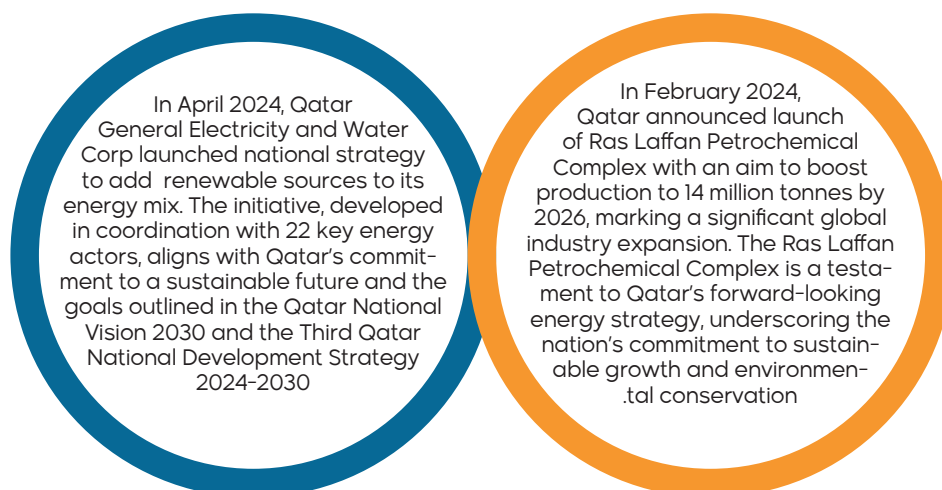 In April 2024, Qatar
General Electricity and Water
Corp launched national strategy
to add  renewable sources to its
energy mix. The initiative, developed
in coordination with 22 key energy
actors, aligns with Qatar's commit-
ment to a sustainable future and the
goals outlined in the Qatar National
Vision 2030 and the Third Qatar
National Development Strategy
2024-2030
In February 2024,
Qatar announced launch
of Ras Laffan Petrochemical
Complex with an aim to boost
production to 14 million tonnes by
2026, marking a significant global
industry expansion. The Ras Laffan
Petrochemical Complex is a testa-
ment to Qatar's forward-looking
energy strategy, underscoring the
nation's commitment to sustain-
able growth and environmen-
.tal conservation